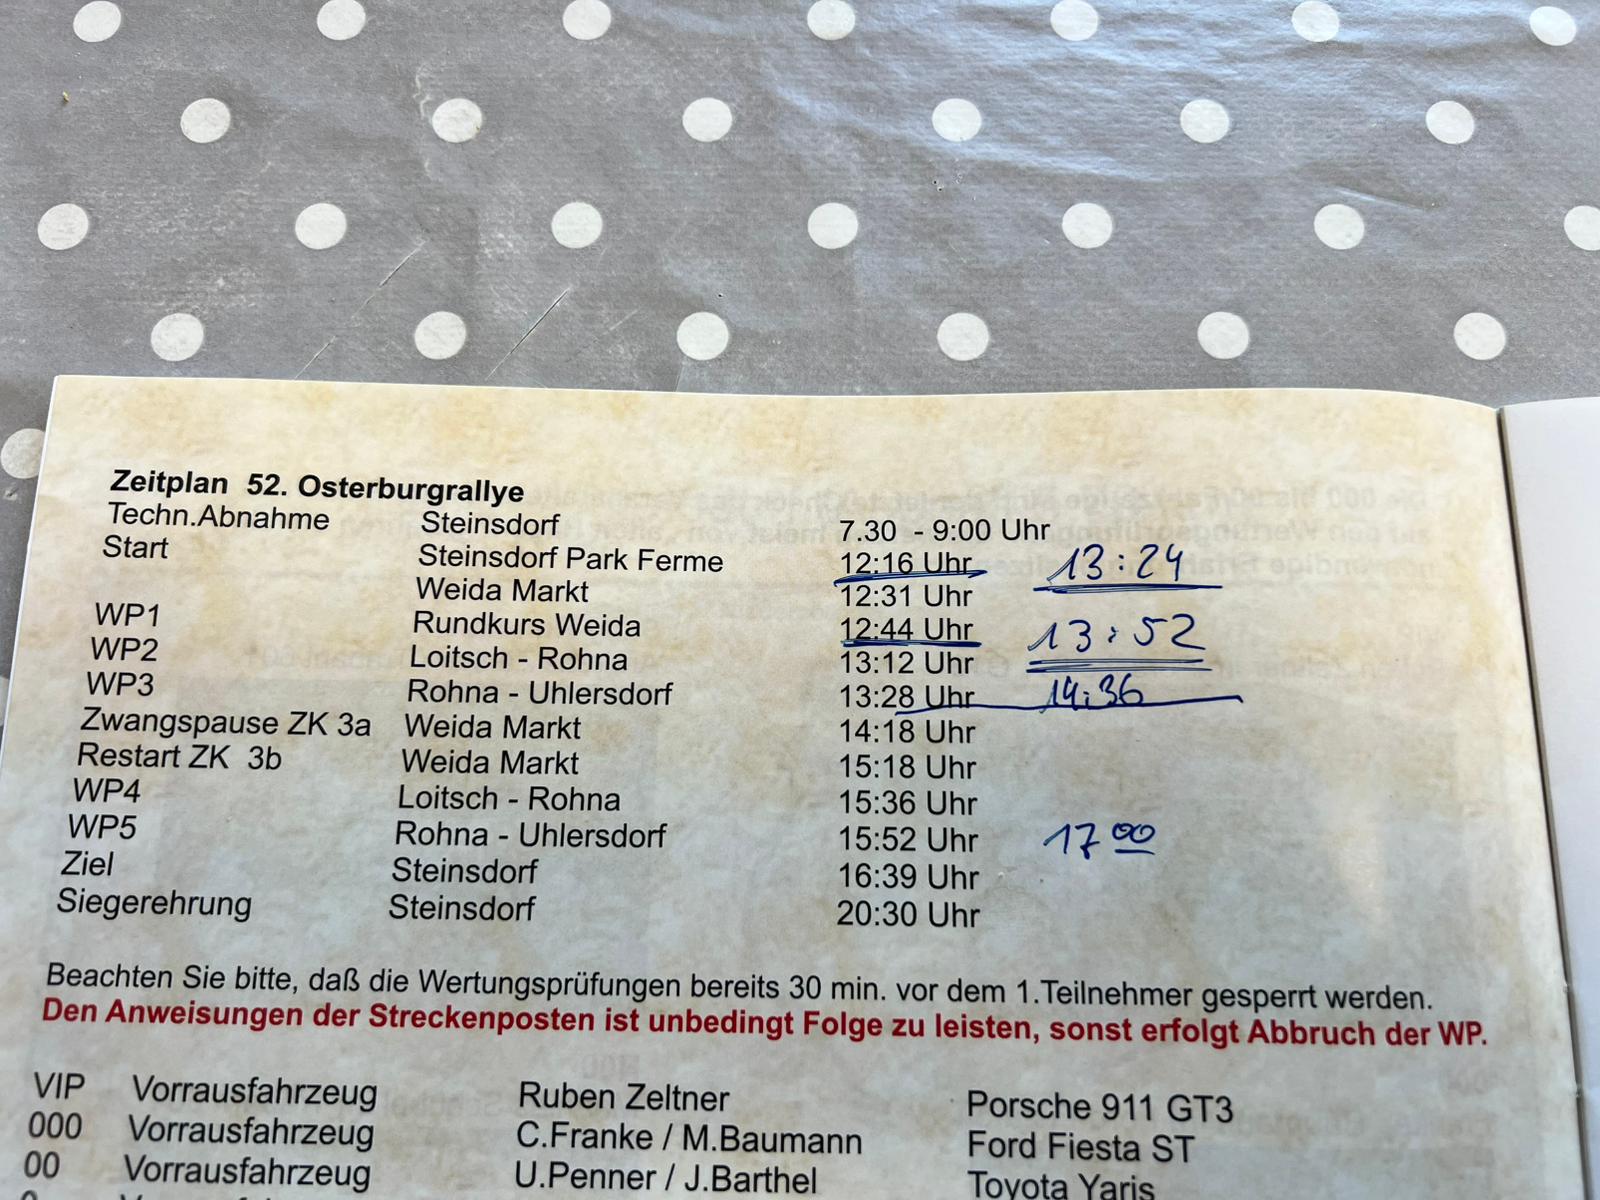 Zeitplan 52. Osterburgrallye
Techn.Abnahme Steinsdorf 7.30 - 9:00 Uhr
Start Steinsdorf Park Ferme 12:16 Uhr 13:24
Weida Markt 12:31 Uhr
WP1 Rundkurs Weida 12:44 Uhr 13:52
WP2 Loitsch - Rohna 13:12 Uhr
WP3 Rohna - Uhlersdorf 13:28 Uhr 14:36
Zwangspause ZK 3a Weida Markt 14:18 Uhr
Restart ZK 3b Weida Markt 15:18 Uhr
WP4 Loitsch - Rohna 15:36 Uhr
WP5 Rohna - Uhlersdorf 15:52 Uhr 17 00
Ziel Steinsdorf 16:39 Uhr
Siegerehrung Steinsdorf 20:30 Uhr
Beachten Sie bitte, daß die Wertungsprüfungen bereits 30 min. vor dem 1.Teilnehmer gesperrt werden.
Den Anweisungen der Streckenposten ist unbedingt Folge zu leisten, sonst erfolgt Abbruch der WP.
VIP Vorrausfahrzeug Ruben Zeltner Porsche 911 GT3
000 Vorrausfahrzeug C.Franke / M.Baumann Ford Fiesta ST
00 Vorrausfahrzeug U.Penner / J.Barthel Toyota Yaris